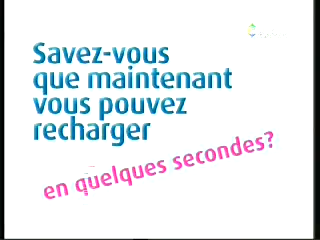 Savez-vous
que maintenant
vous pouvez
recharger
en quelques secondes?